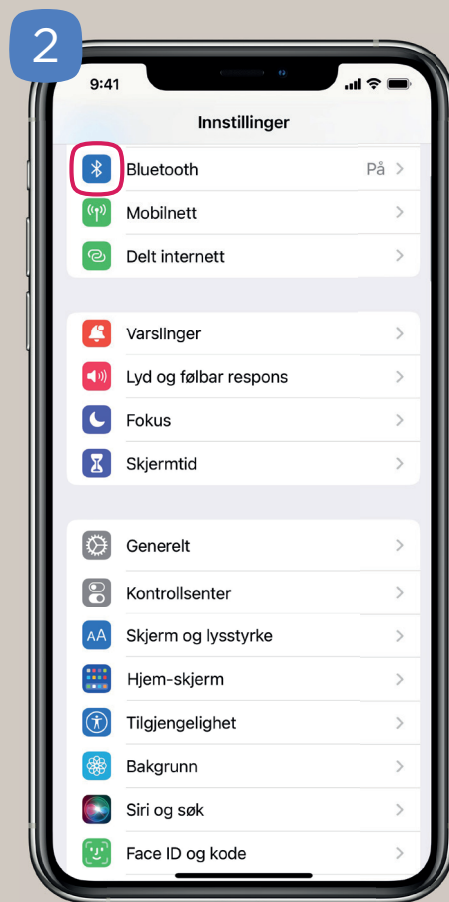 2
9:41
Innstillinger
Bluetooth På
Mobilnett
Delt internett
Varslinger
Lyd og følbar respons
Fokus
Skjermtid
Generelt
Kontrollsenter
AA Skjerm og lysstyrke
Hjem-skjerm
Tilgjengelighet
Bakgrunn
Siri og søk
Face ID og kode